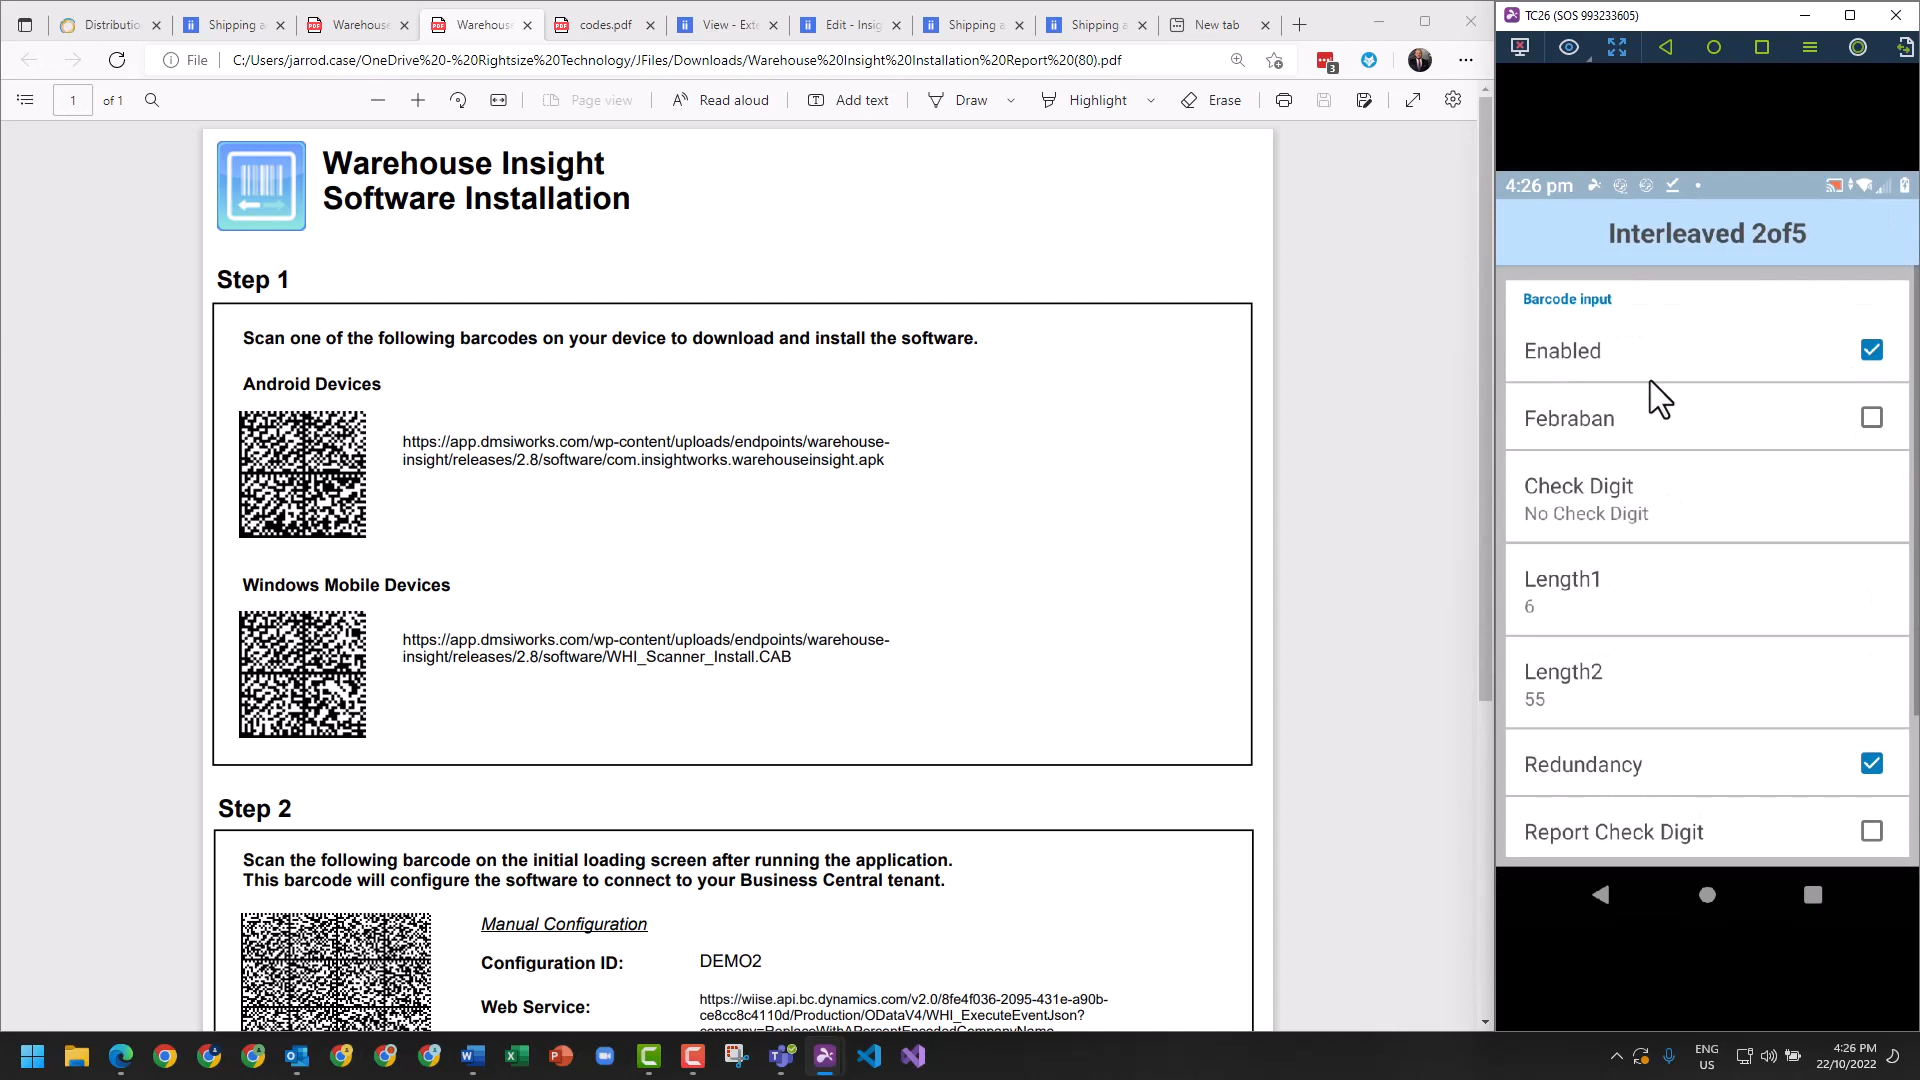 Distributio
Shipping a
Warehouse
Warehouse
codes.pdf
View - Exte
Edit - Insig
Shipping a
Shipping a
New tab
File
C:/Users/jarrod.case/OneDrive%20-%20Rightsize%20Technology/JFiles/Downloads/Warehouse%20Insight%20Installation%20Report%20(80).pdf
3
1 of 1
Page view
Read aloud
Add text
Draw
Highlight
Erase
Warehouse Insight
Software Installation
Step 1
Scan one of the following barcodes on your device to download and install the software.
Android Devices
https://app.dmsiworks.com/wp-content/uploads/endpoints/warehouse-
insight/releases/2.8/software/com.insightworks.warehouseinsight.apk
Windows Mobile Devices
https://app.dmsiworks.com/wp-content/uploads/endpoints/warehouse-
insight/releases/2.8/software/WHI_Scanner_Install.CAB
Step 2
Scan the following barcode on the initial loading screen after running the application.
This barcode will configure the software to connect to your Business Central tenant.
Manual Configuration
Configuration ID: DEMO2
Web Service: https://wiise.api.bc.dynamics.com/v2.0/8fe4f036-2095-431e-a90b-
ce8cc8c4110d/Production/ODataV4/WHI_ExecuteEventJson?
company=ReplaceWithAPercentEncodedCompanyName
TC26 (SOS 993233605)
4:26 pm
Interleaved 2of5
Barcode input
Enabled
Febraban
Check Digit
No Check Digit
Length1
6
Length2
55
Redundancy
Report Check Digit
ENG
US
4:26 PM
22/10/2022